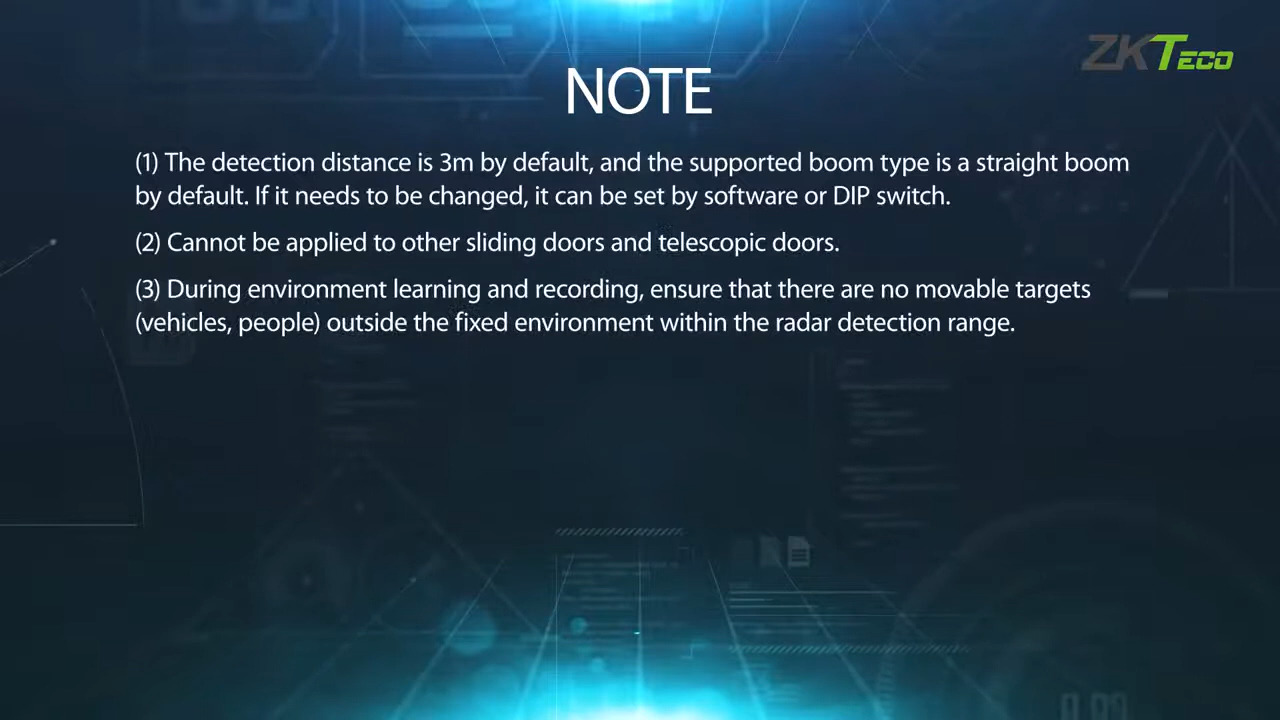 ZKTeco
NOTE
(1) The detection distance is 3m by default, and the supported boom type is a straight boom
by default. If it needs to be changed, it can be set by software or DIP switch.
(2) Cannot be applied to other sliding doors and telescopic doors.
(3) During environment learning and recording, ensure that there are no movable targets
(vehicles, people) outside the fixed environment within the radar detection range.